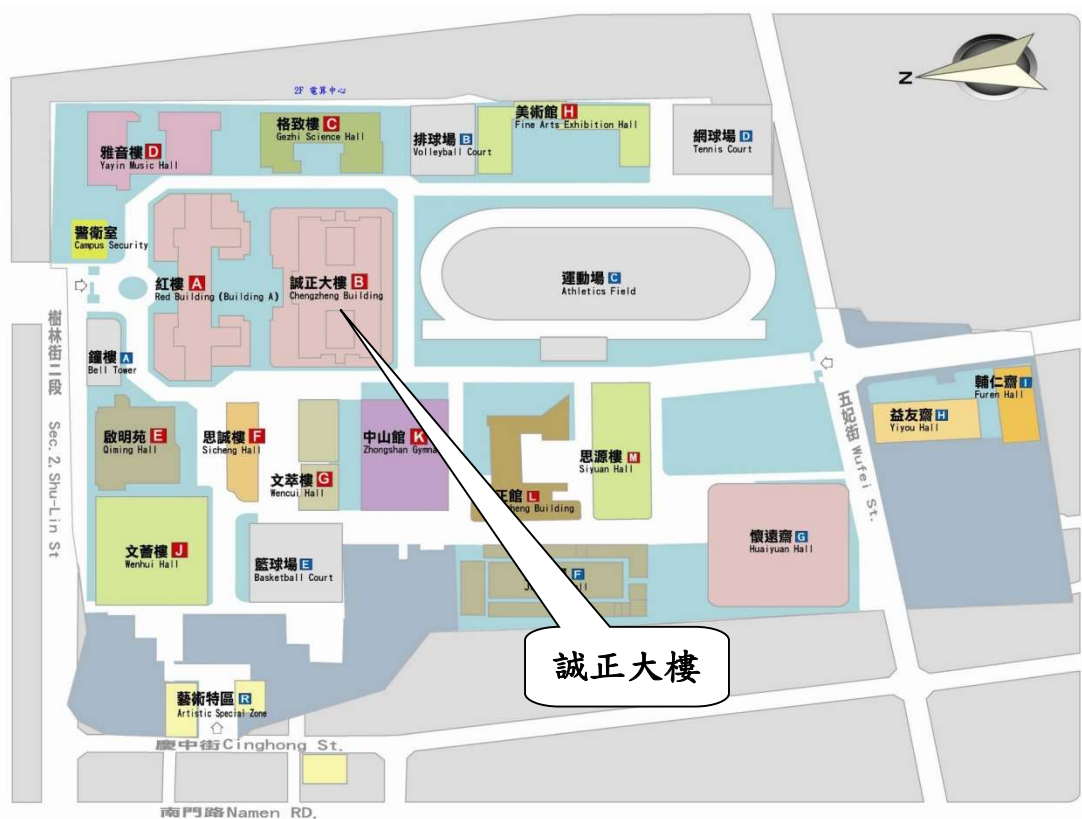 2F 電算中心
N
雅音樓 D
Yayin Music Hall
格致樓 C
Gezhi Science Hall
排球場 B
Volleyball Court
美術館 H
Fine Arts Exhibition Hall
網球場 D
Tennis Court
警衛室
Campus Security
紅樓 A
Red Building (Building A)
誠正大樓 B
Chengzheng Building
運動場 C
Athletics Field
鐘樓 A
Bell Tower
樹林街二段 Sec. 2, Shu-Lin St
啟明苑 E
Qiming Hall
思誠樓 F
Sicheng Hall
文萃樓 G
Wencui Hall
中山館 K
Zhongshan Gymna
正館 L
heng Building
思源樓 M
Siyuan Hall
五妃街 Wufei St.
益友齋 H
Yiyou Hall
輔仁齋 I
Furen Hall
文薈樓 J
Wenhui Hall
籃球場 E
Basketball Court
F
懷遠齋 G
Huaiyuan Hall
誠正大樓
藝術特區 R
Artistic Special Zone
慶中街Cinghong St.
南門路Namen RD.